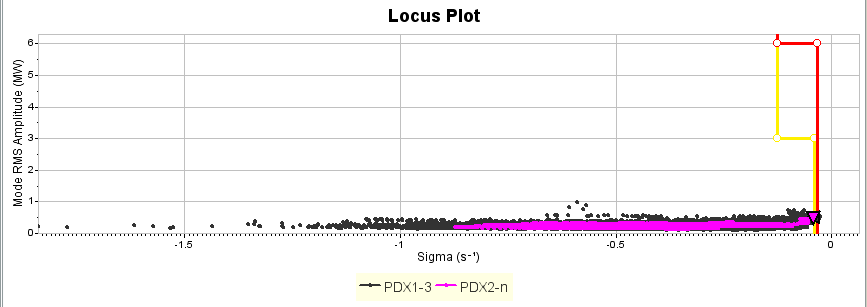 Locus Plot
Mode RMS Amplitude (MW)
6
5
4
3
2
1
0
-1.5 -1 -0.5 0
Sigma (s⁻¹)
PDX1-3 PDX2-n